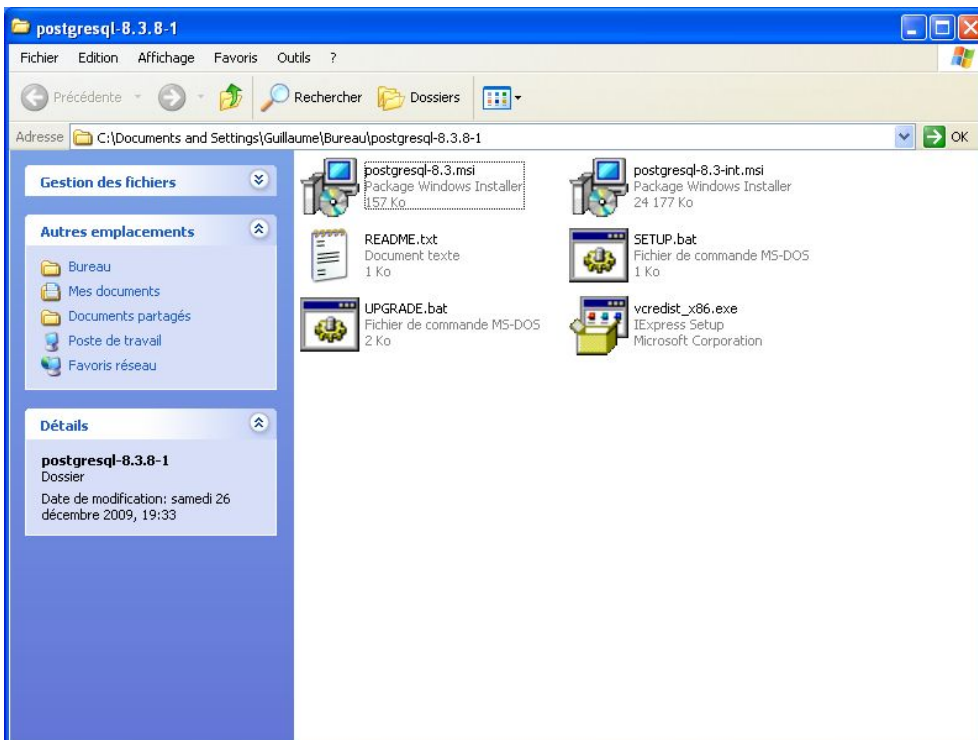 postgresql-8.3.8-1
Fichier Edition Affichage Favoris Outils ?
Précédente Rechercher Dossiers
Adresse C:\Documents and Settings\Guillaume\Bureau\postgresql-8.3.8-1 OK
Gestion des fichiers
Autres emplacements
Bureau
Mes documents
Documents partagés
Poste de travail
Favoris réseau
Détails
postgresql-8.3.8-1
Dossier
Date de modification: samedi 26
décembre 2009, 19:33
postgresql-8.3.msi
Package Windows Installer
157 Ko
postgresql-8.3-int.msi
Package Windows Installer
24 177 Ko
README.txt
Document texte
1 Ko
SETUP.bat
Fichier de commande MS-DOS
1 Ko
UPGRADE.bat
Fichier de commande MS-DOS
2 Ko
vcredist_x86.exe
IExpress Setup
Microsoft Corporation